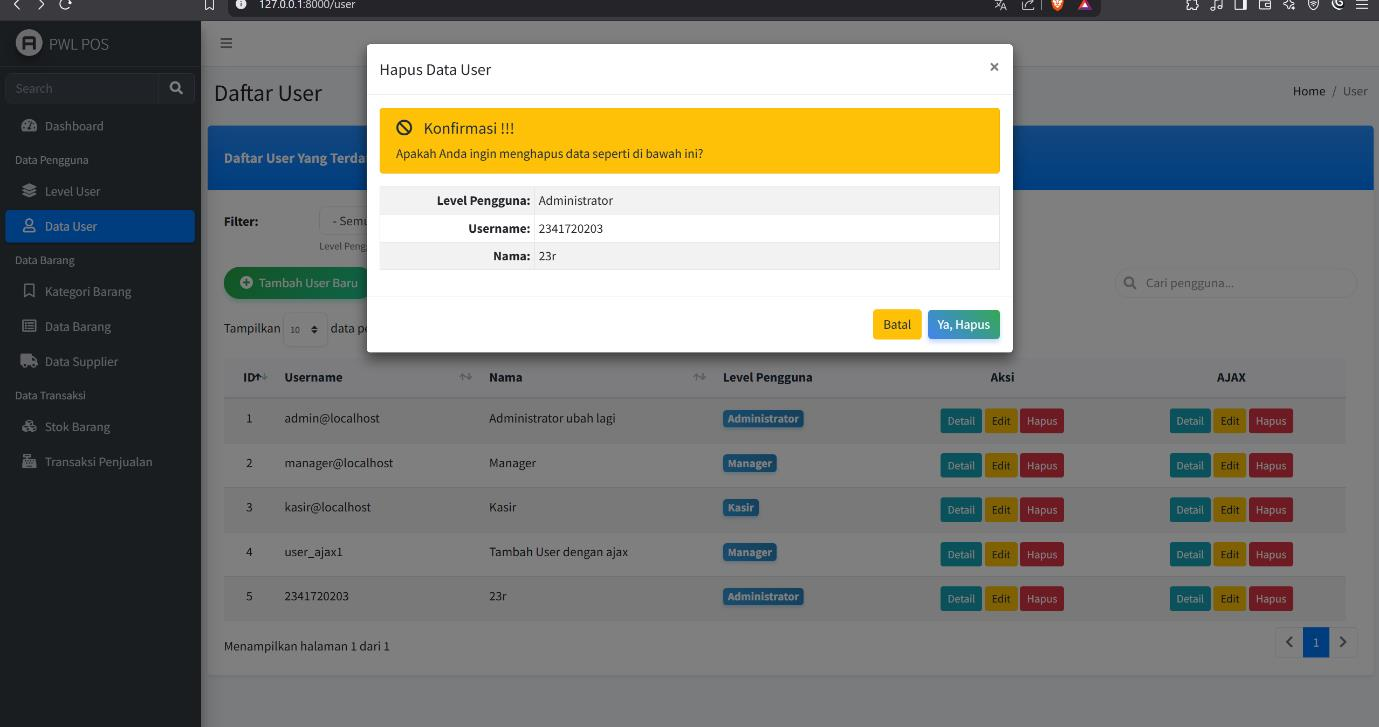 127.0.0.1:8000/user
PWL POS
Search
Dashboard
Data Pengguna
Level User
Data User
Data Barang
Kategori Barang
Data Barang
Data Supplier
Data Transaksi
Stok Barang
Transaksi Penjualan
Daftar User
Home / User
Daftar User Yang
Filter:
- Semu
Level Peng
Tambah User Baru
Cari pengguna...
Tampilkan 10 data
Hapus Data User ×
Konfirmasi !!!
Apakah Anda ingin menghapus data seperti di bawah ini?
Level Pengguna: Administrator
Username: 2341720203
Nama: 23r
Batal Ya, Hapus
ID Username Nama Level Pengguna Aksi AJAX
1 admin@localhost Administrator ubah lagi Administrator Detail Edit Hapus Detail Edit Hapus
2 manager@localhost Manager Manager Detail Edit Hapus Detail Edit Hapus
3 kasir@localhost Kasir Kasir Detail Edit Hapus Detail Edit Hapus
4 user_ajax1 Tambah User dengan ajax Manager Detail Edit Hapus Detail Edit Hapus
5 2341720203 23r Administrator Detail Edit Hapus Detail Edit Hapus
Menampilkan halaman 1 dari 1
1